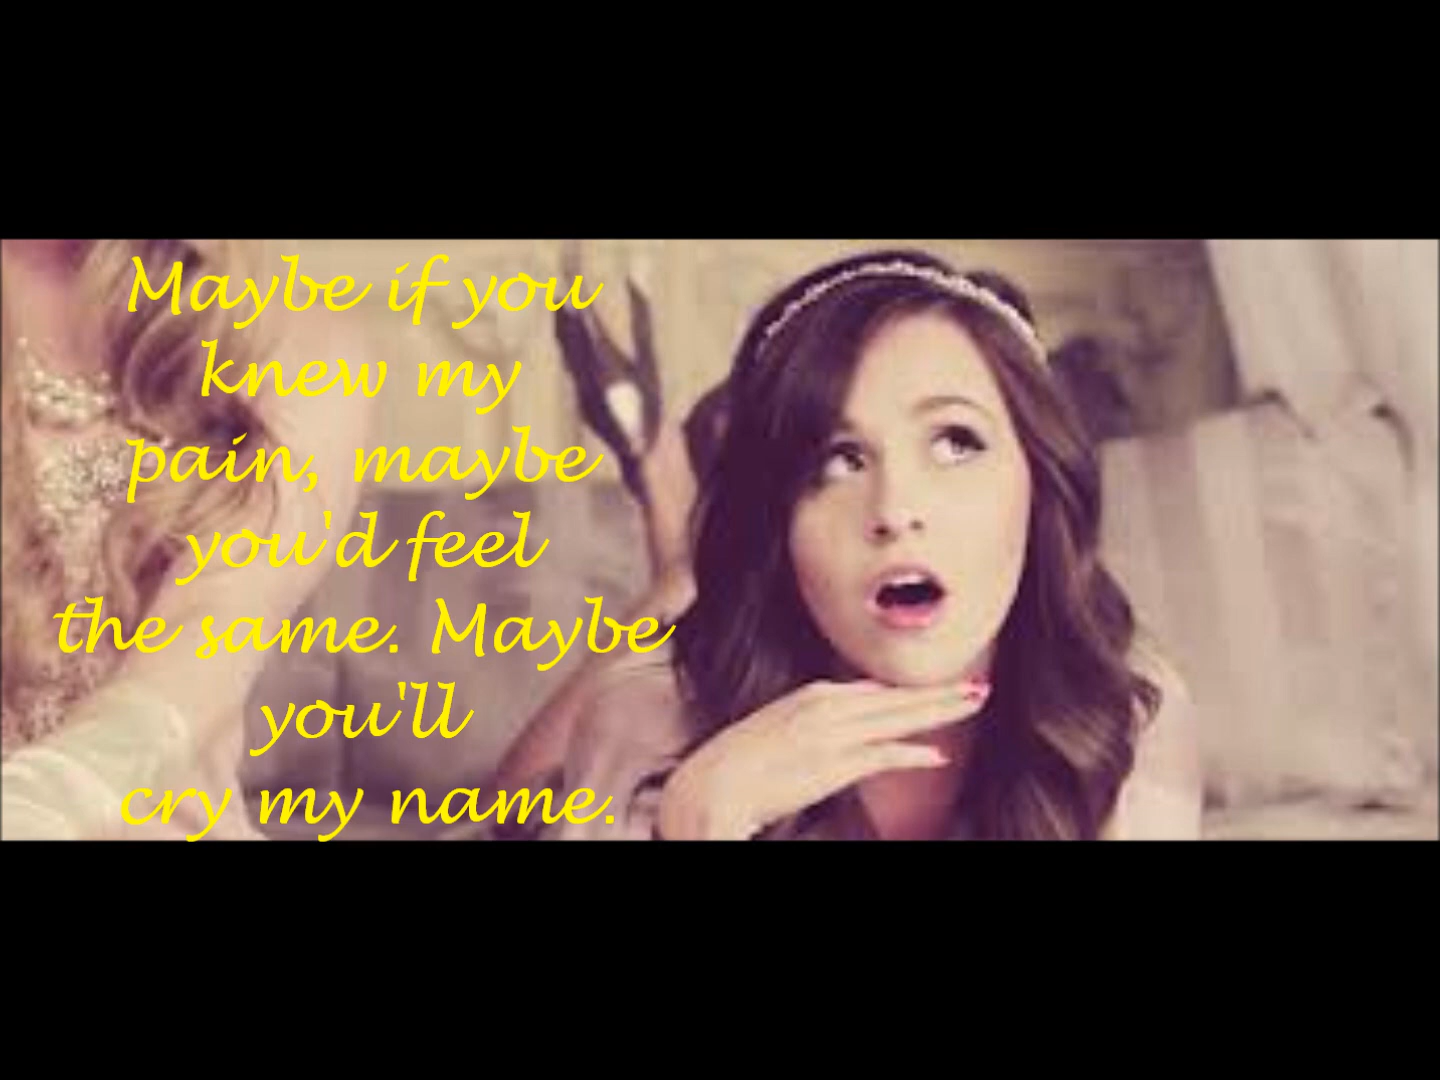 Maybe if you
knew my
pain, maybe
you'd feel
the same. Maybe
you'll
cry my name.